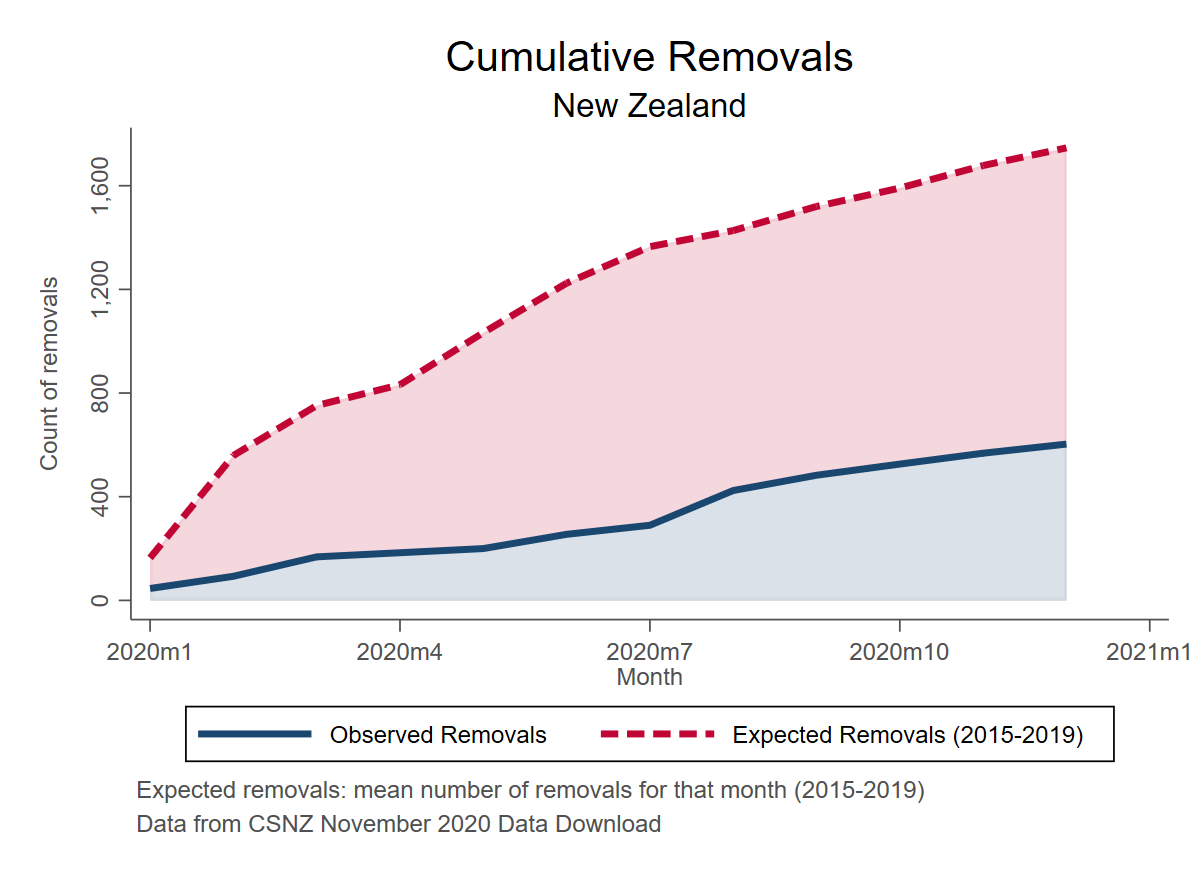 Cumulative Removals
New Zealand
Count of removals
1,600
1,200
800
400
0
2020m1
2020m4
2020m7
2020m10
2021m1
Month
Observed Removals
Expected Removals (2015-2019)
Expected removals: mean number of removals for that month (2015-2019)
Data from CSNZ November 2020 Data Download